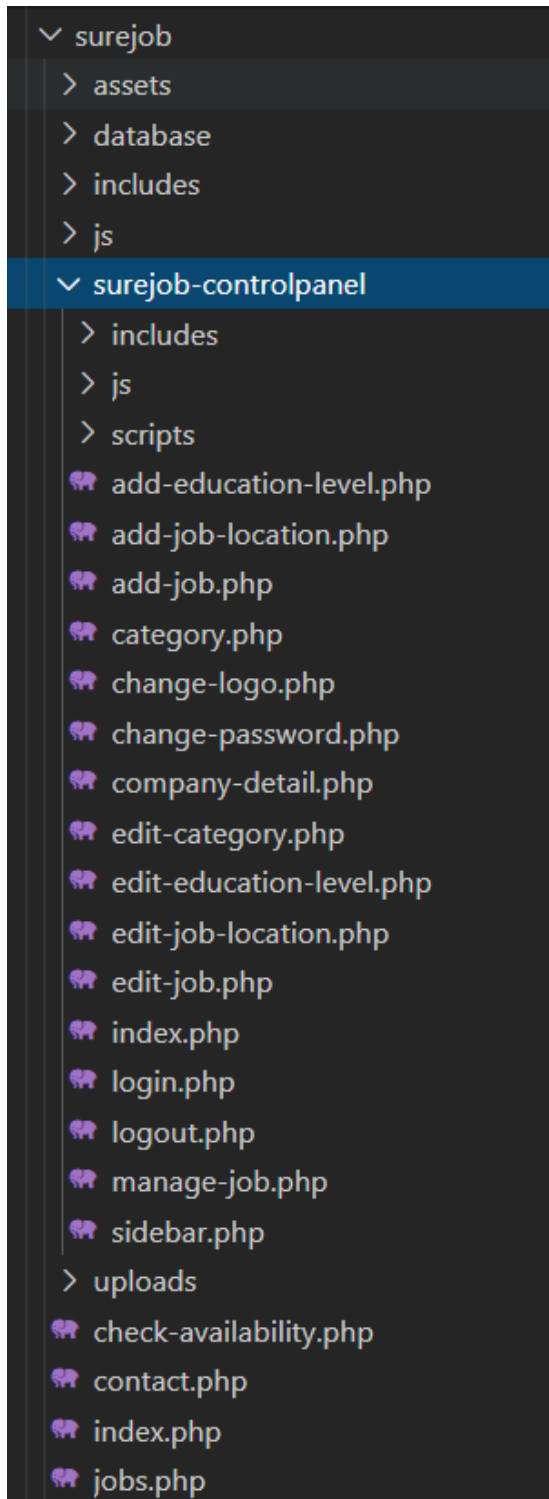 surejob
assets
database
includes
js
surejob-controlpanel
includes
js
scripts
add-education-level.php
add-job-location.php
add-job.php
category.php
change-logo.php
change-password.php
company-detail.php
edit-category.php
edit-education-level.php
edit-job-location.php
edit-job.php
index.php
login.php
logout.php
manage-job.php
sidebar.php
uploads
check-availability.php
contact.php
index.php
jobs.php